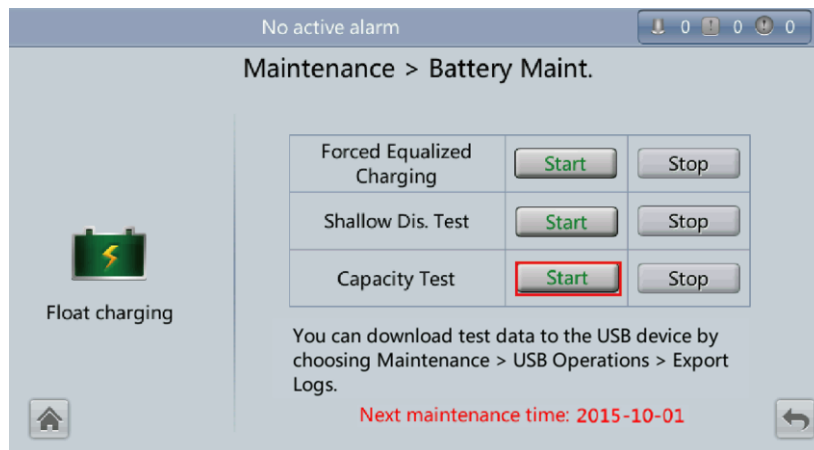 No active alarm
0 0 0
Maintenance > Battery Maint.
Forced Equalized
Charging
Start
Stop
Shallow Dis. Test
Start
Stop
Capacity Test
Start
Stop
Float charging
You can download test data to the USB device by
choosing Maintenance > USB Operations > Export
Logs.
Next maintenance time: 2015-10-01